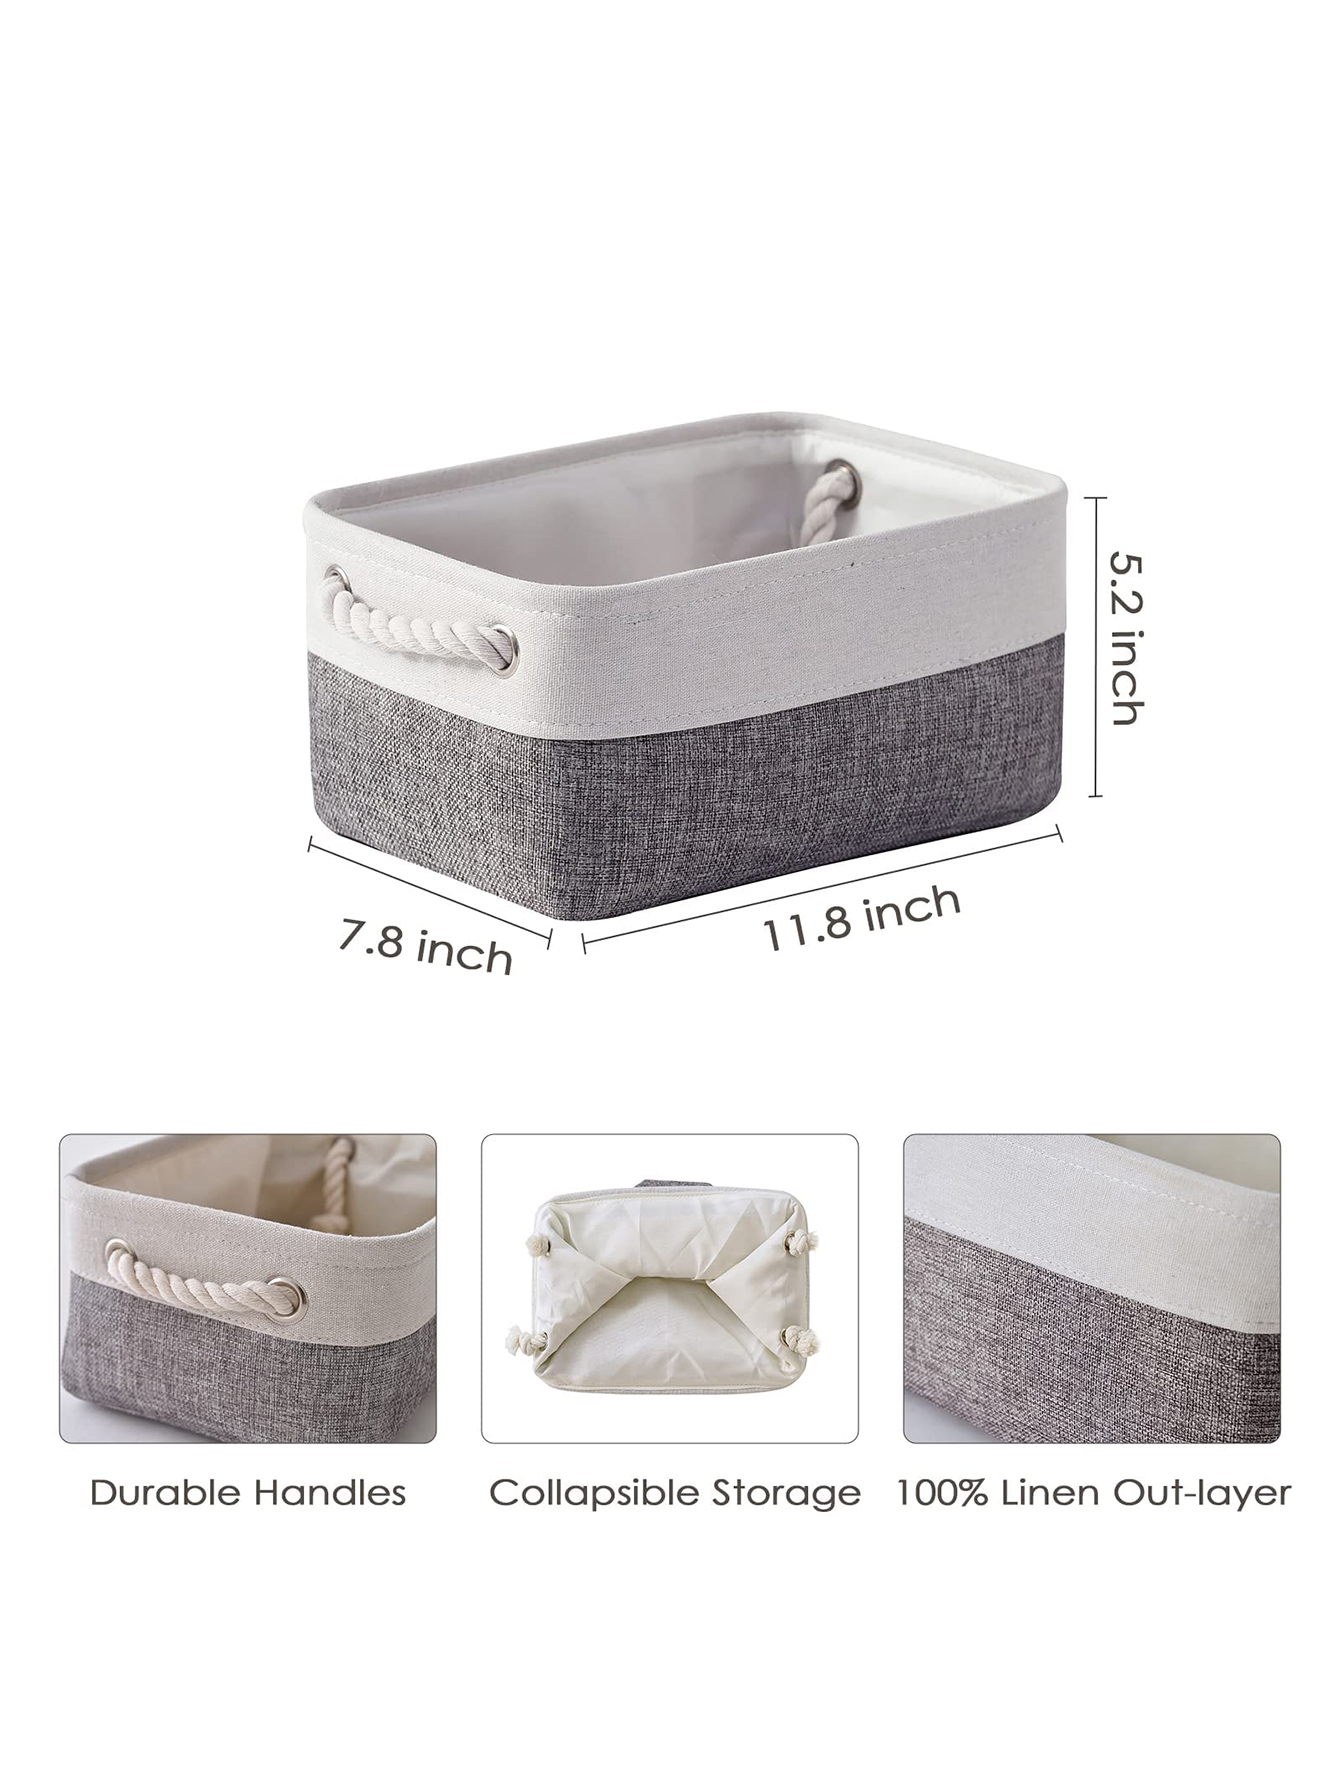 5.2 inch
7.8 inch
11.8 inch
Durable Handles
Collapsible Storage
100% Linen Out-layer